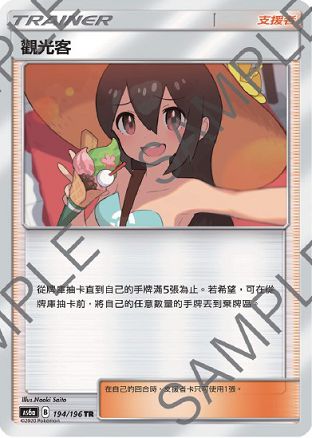 TRAINER
支援者
觀光客
SAMPLE
SAMPLE
SAMPLE
從牌庫抽卡直到自己的手牌滿5張為止。若希望,可在從
牌庫抽卡前,將自己的任意數量的手牌丟到棄牌區。
Illus.Naoki Saito
AS6a B 194/196 TR
©2020 Pokémon
在自己的回合時,支援者卡只可使用1張。